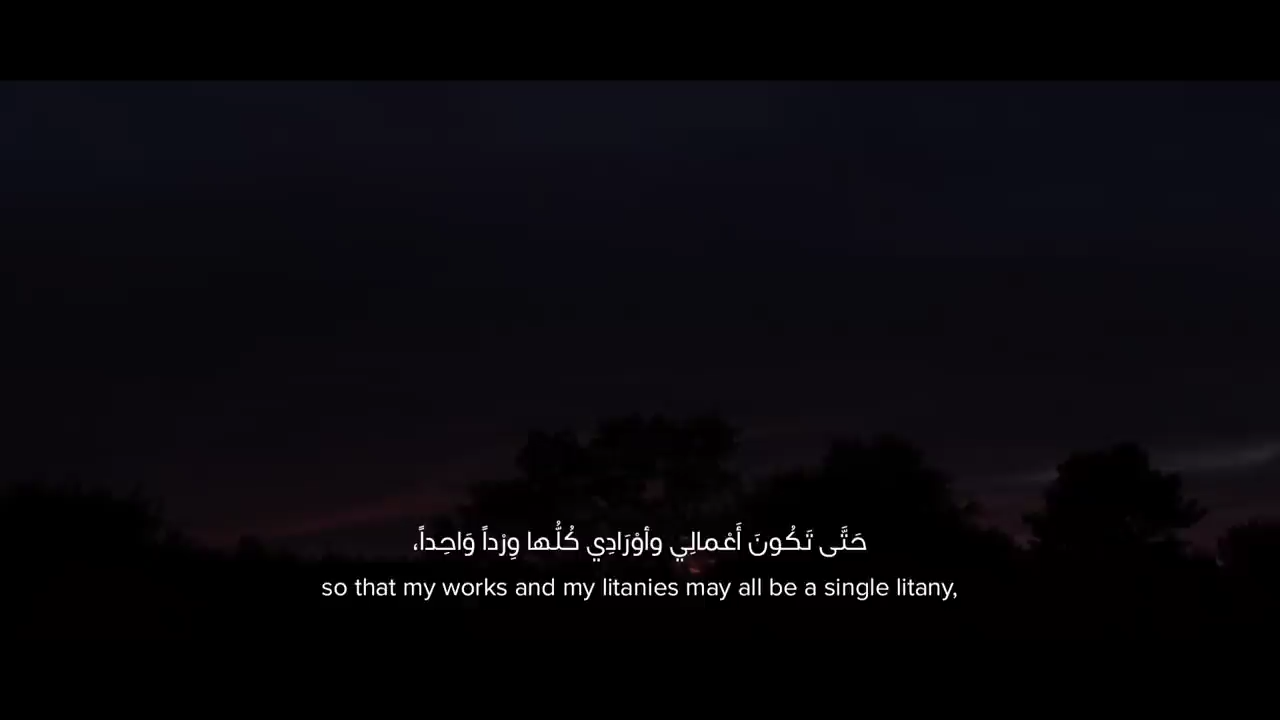 حَتَّى تَكُونَ أَعْمالِي وأوْرَادِي كُلُّها وِرْداً وَاحِداً،
so that my works and my litanies may all be a single litany,